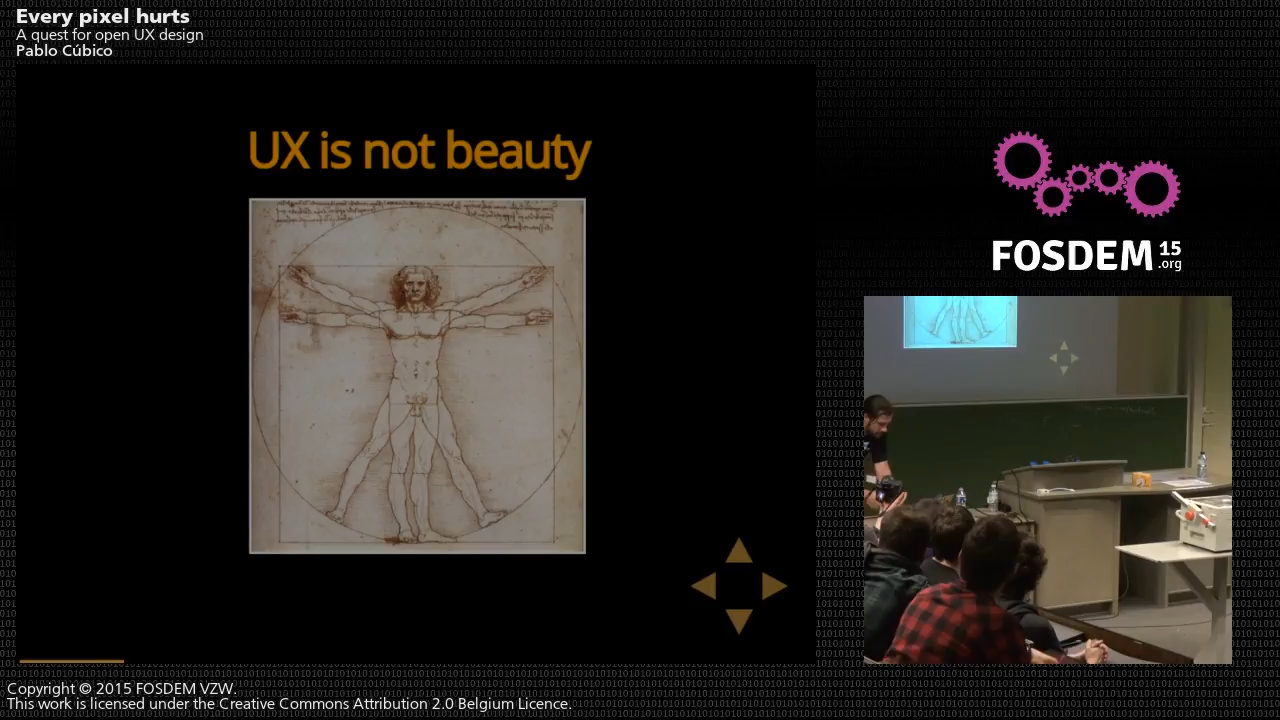 Every pixel hurts
A quest for open UX design
Pablo Cúbico
UX is not beauty
FOSDEM 15
.org
Copyright © 2015 FOSDEM VZW.
This work is licensed under the Creative Commons Attribution 2.0 Belgium Licence.